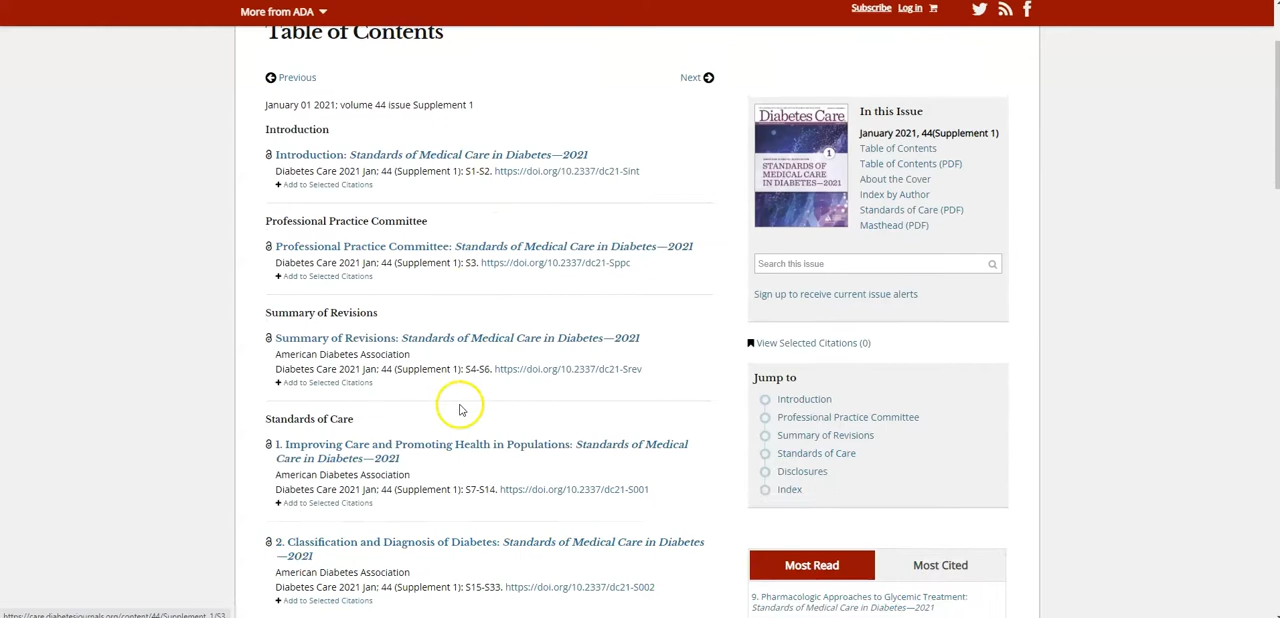 More from ADA
Subscribe Log in
Table of Contents
Previous
Next
January 01 2021; volume 44 issue Supplement 1
Introduction
Introduction: Standards of Medical Care in Diabetes—2021
Diabetes Care 2021 Jan; 44 (Supplement 1): S1-S2. https://doi.org/10.2337/dc21-Sint
Add to Selected Citations
Professional Practice Committee
Professional Practice Committee: Standards of Medical Care in Diabetes—2021
Diabetes Care 2021 Jan; 44 (Supplement 1): S3. https://doi.org/10.2337/dc21-Sppc
Add to Selected Citations
Summary of Revisions
Summary of Revisions: Standards of Medical Care in Diabetes—2021
American Diabetes Association
Diabetes Care 2021 Jan; 44 (Supplement 1): S4-S6. https://doi.org/10.2337/dc21-Srev
Add to Selected Citations
Standards of Care
1. Improving Care and Promoting Health in Populations: Standards of Medical
Care in Diabetes—2021
American Diabetes Association
Diabetes Care 2021 Jan; 44 (Supplement 1): S7-S14. https://doi.org/10.2337/dc21-S001
Add to Selected Citations
2. Classification and Diagnosis of Diabetes: Standards of Medical Care in Diabetes
—2021
American Diabetes Association
Diabetes Care 2021 Jan; 44 (Supplement 1): S15-S33. https://doi.org/10.2337/dc21-S002
Add to Selected Citations
https://care.diabetesjournals.org/content/44/Supplement_1/S3
Diabetes Care
1
STANDARDS OF
MEDICAL CARE
IN DIABETES—2021
In this Issue
January 2021, 44(Supplement 1)
Table of Contents
Table of Contents (PDF)
About the Cover
Index by Author
Standards of Care (PDF)
Masthead (PDF)
Search this issue
Sign up to receive current issue alerts
View Selected Citations (0)
Jump to
Introduction
Professional Practice Committee
Summary of Revisions
Standards of Care
Disclosures
Index
Most Read
Most Cited
9. Pharmacologic Approaches to Glycemic Treatment:
Standards of Medical Care in Diabetes—2021